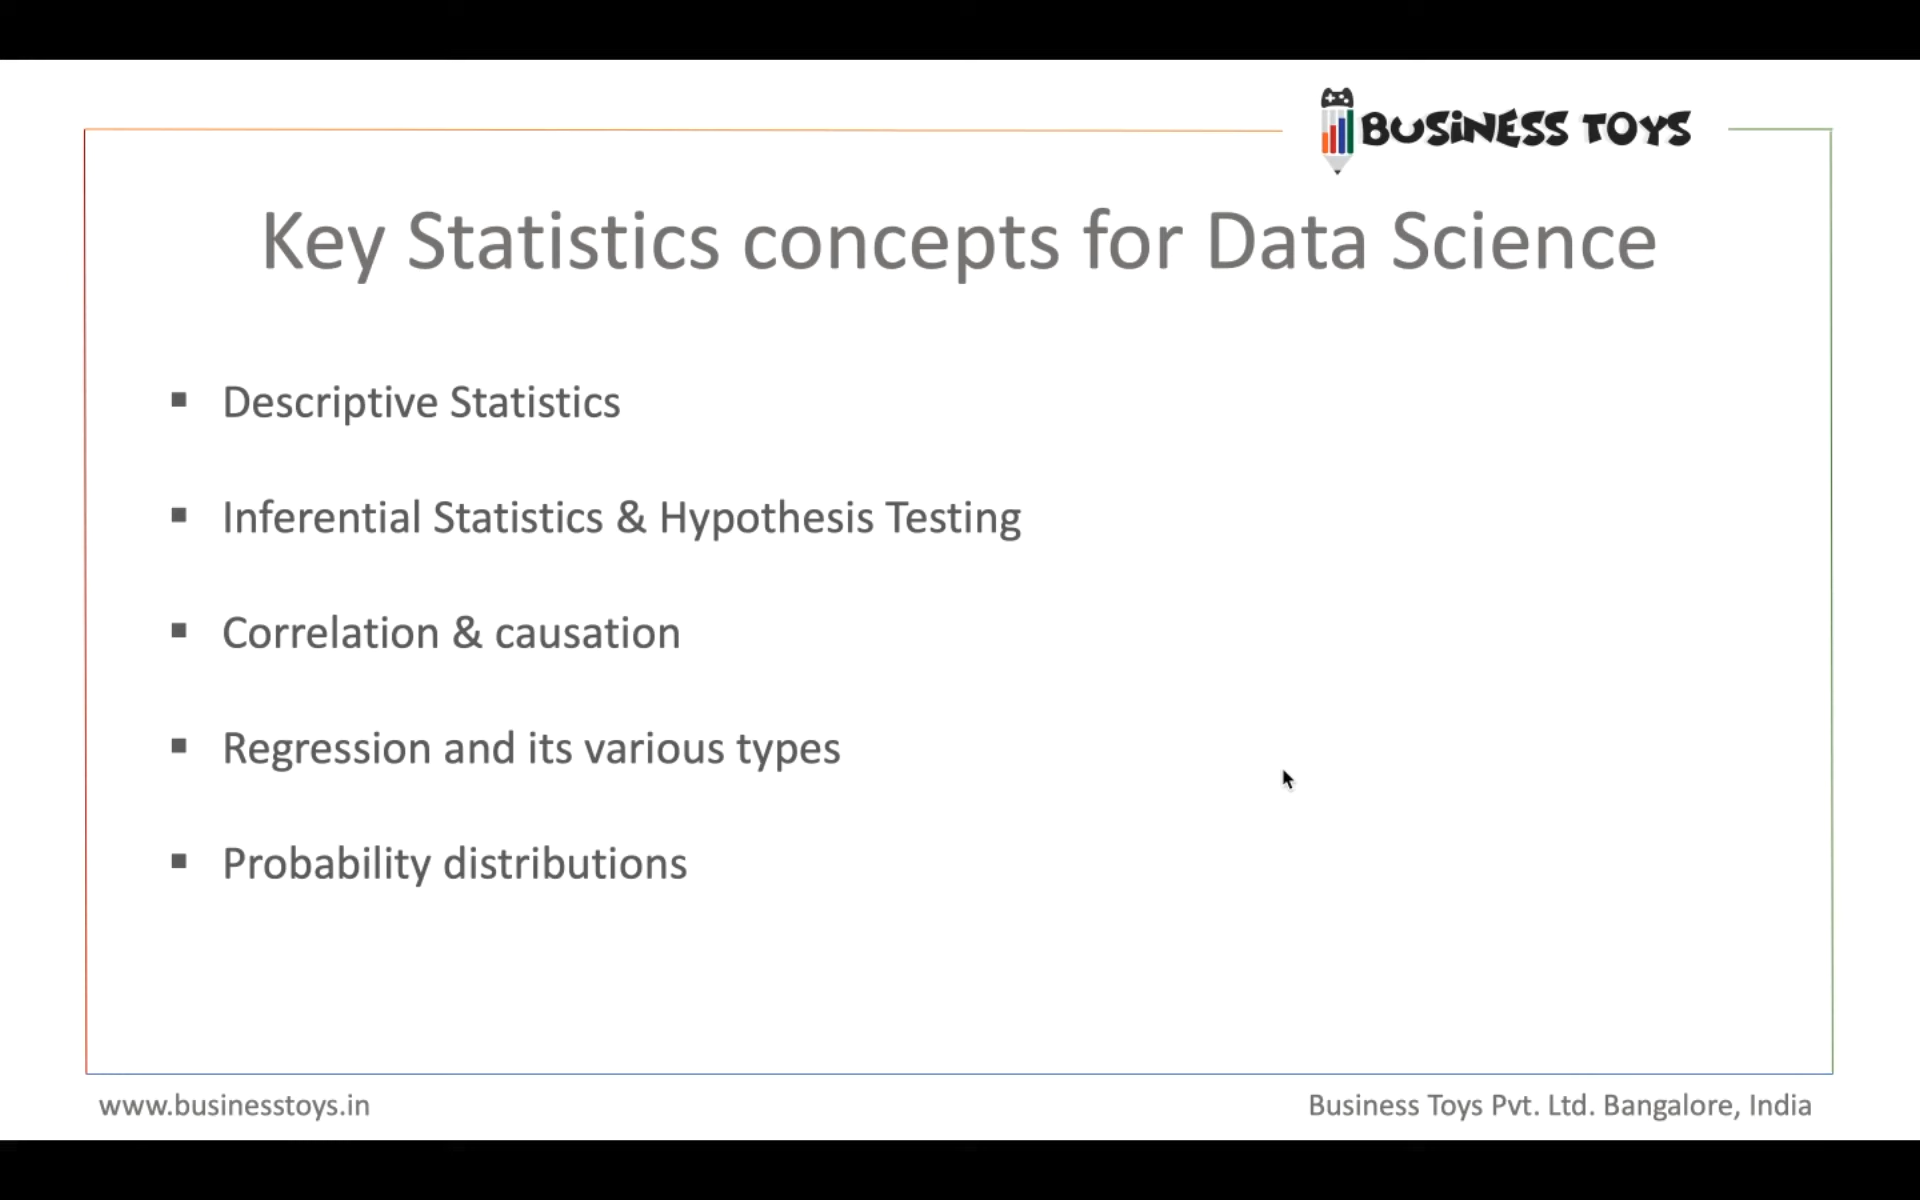 BUSINESS TOYS
Key Statistics concepts for Data Science
▪ Descriptive Statistics
▪ Inferential Statistics & Hypothesis Testing
▪ Correlation & causation
▪ Regression and its various types
▪ Probability distributions
www.businesstoys.in
Business Toys Pvt. Ltd. Bangalore, India